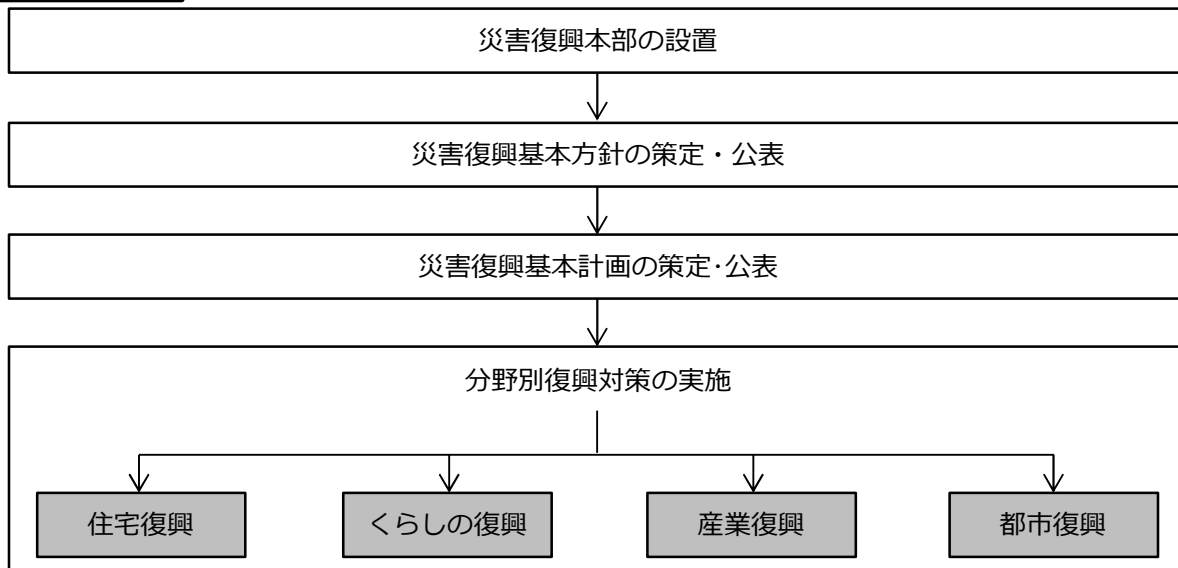 災害復興本部の設置
災害復興基本方針の策定・公表
災害復興基本計画の策定･公表
分野別復興対策の実施
住宅復興
くらしの復興
産業復興
都市復興